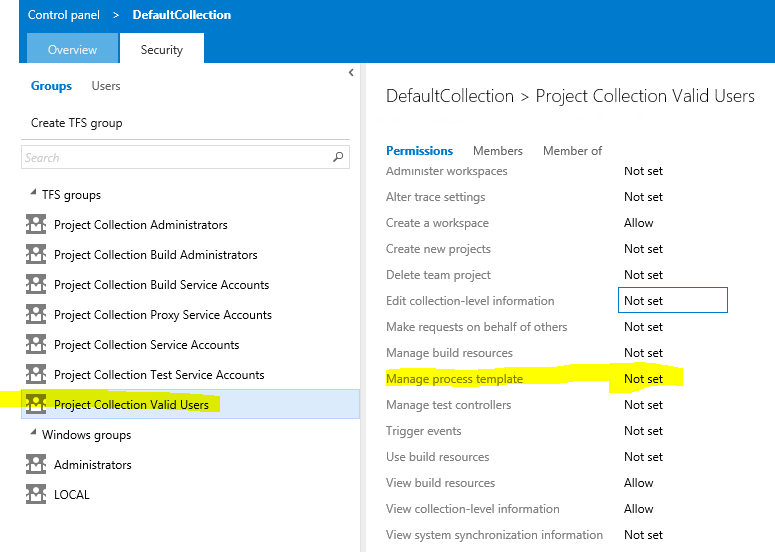 Control panel > DefaultCollection
Overview
Security
Groups
Users
Create TFS group
Search
TFS groups
Project Collection Administrators
Project Collection Build Administrators
Project Collection Build Service Accounts
Project Collection Proxy Service Accounts
Project Collection Service Accounts
Project Collection Test Service Accounts
Project Collection Valid Users
Windows groups
Administrators
LOCAL
DefaultCollection > Project Collection Valid Users
Permissions Members Member of
Administer workspaces Not set
Alter trace settings Not set
Create a workspace Allow
Create new projects Not set
Delete team project Not set
Edit collection-level information Not set
Make requests on behalf of others Not set
Manage build resources Not set
Manage process template Not set
Manage test controllers Not set
Trigger events Not set
Use build resources Not set
View build resources Allow
View collection-level information Allow
View system synchronization information Not set